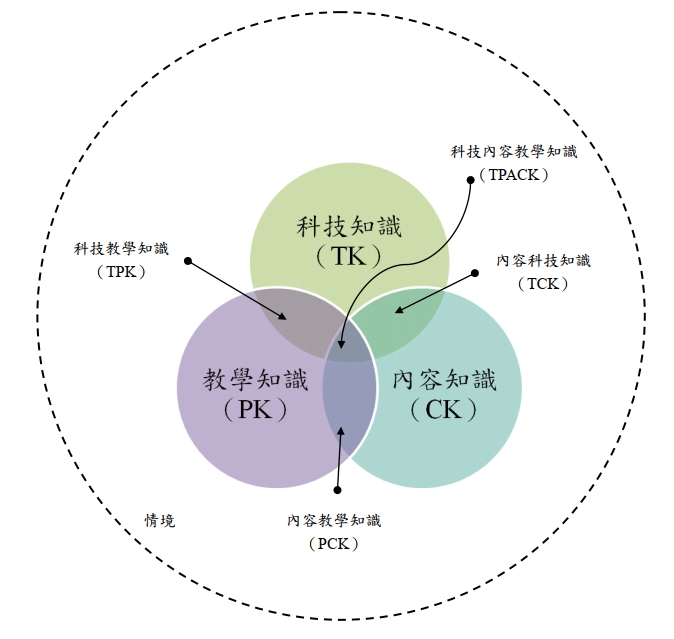 科技內容教學知識
（TPACK）
科技知識
（TK）
科技教學知識
（TPK）
內容科技知識
（TCK）
教學知識
（PK）
內容知識
（CK）
情境
內容教學知識
（PCK）